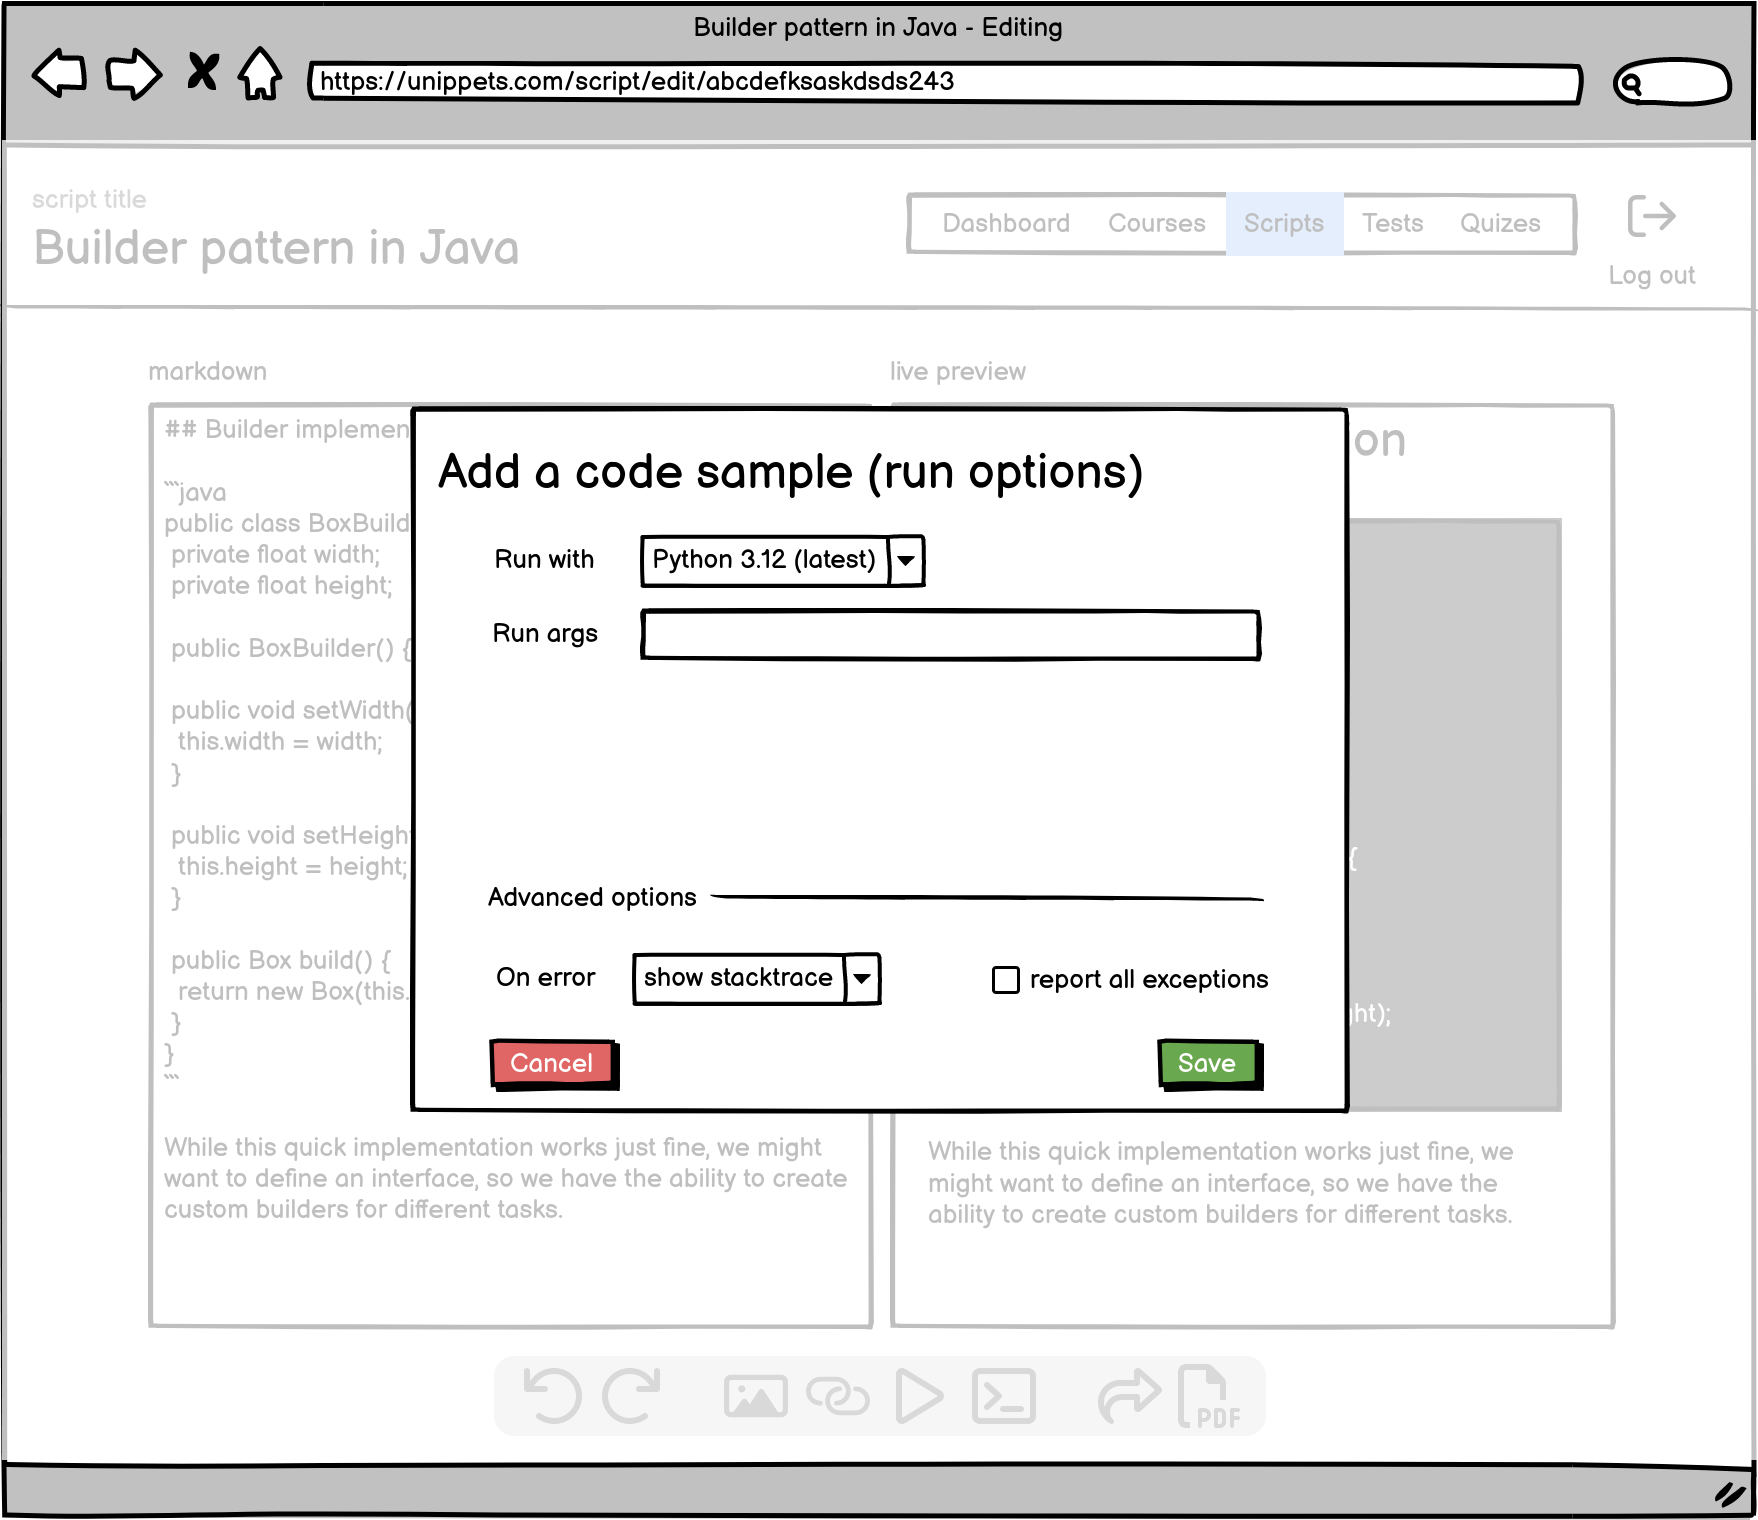 Builder pattern in Java - Editing
https://unippets.com/script/edit/abcdefksaskdsds243
script title
Builder pattern in Java
Dashboard Courses Scripts Tests Quizes
Log out
markdown
## Builder implemen
```java
public class BoxBuild
private float width;
private float height;
public BoxBuilder() {
public void setWidth(
this.width = width;
}
public void setHeight
this.height = height;
}
public Box build() {
return new Box(this.
}
}
```
While this quick implementation works just fine, we might
want to define an interface, so we have the ability to create
custom builders for different tasks.
live preview
on
{
ght);
While this quick implementation works just fine, we
might want to define an interface, so we have the
ability to create custom builders for different tasks.
Add a code sample (run options)
Run with Python 3.12 (latest)
Run args
Advanced options
On error show stacktrace report all exceptions
Cancel Save
PDF